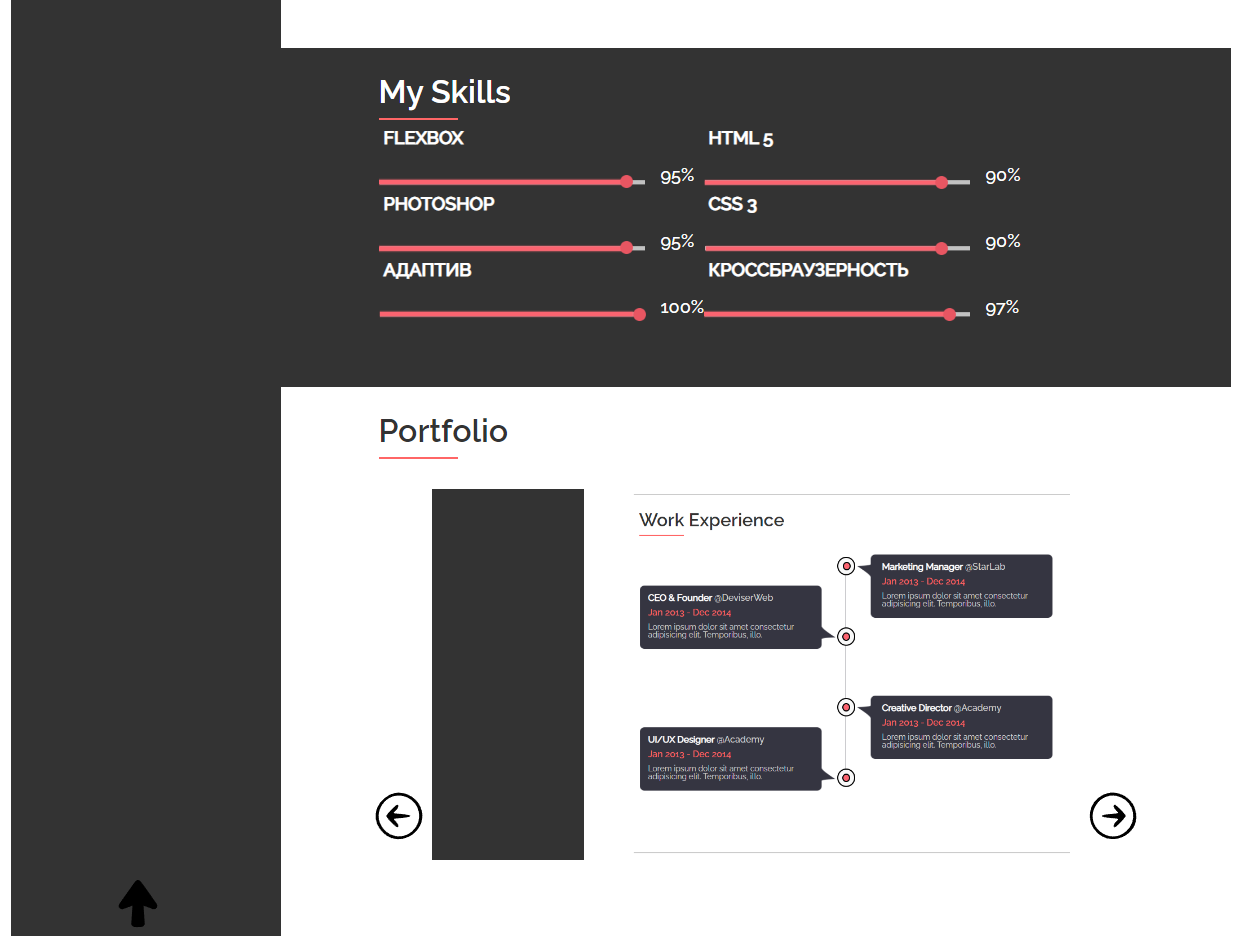 My Skills
FLEXBOX
95%
HTML 5
90%
PHOTOSHOP
95%
CSS 3
90%
АДАПТИВ
100%
КРОССБРАУЗЕРНОСТЬ
97%
Portfolio
Work Experience
Marketing Manager @StarLab
Jan 2013 - Dec 2014
Lorem ipsum dolor sit amet consectetur
adipisicing elit. Temporibus, illo.
CEO & Founder @DeviserWeb
Jan 2013 - Dec 2014
Lorem ipsum dolor sit amet consectetur
adipisicing elit. Temporibus, illo.
Creative Director @Academy
Jan 2013 - Dec 2014
Lorem ipsum dolor sit amet consectetur
adipisicing elit. Temporibus, illo.
UI/UX Designer @Academy
Jan 2013 - Dec 2014
Lorem ipsum dolor sit amet consectetur
adipisicing elit. Temporibus, illo.